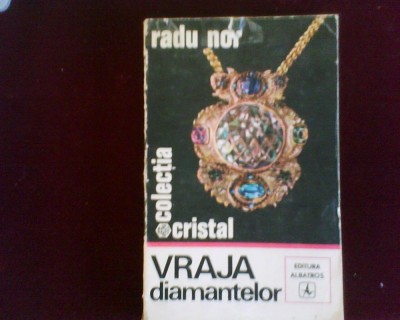 radu nor
colecția
cristal
VRAJA
diamantelor
EDITURA
ALBATROS